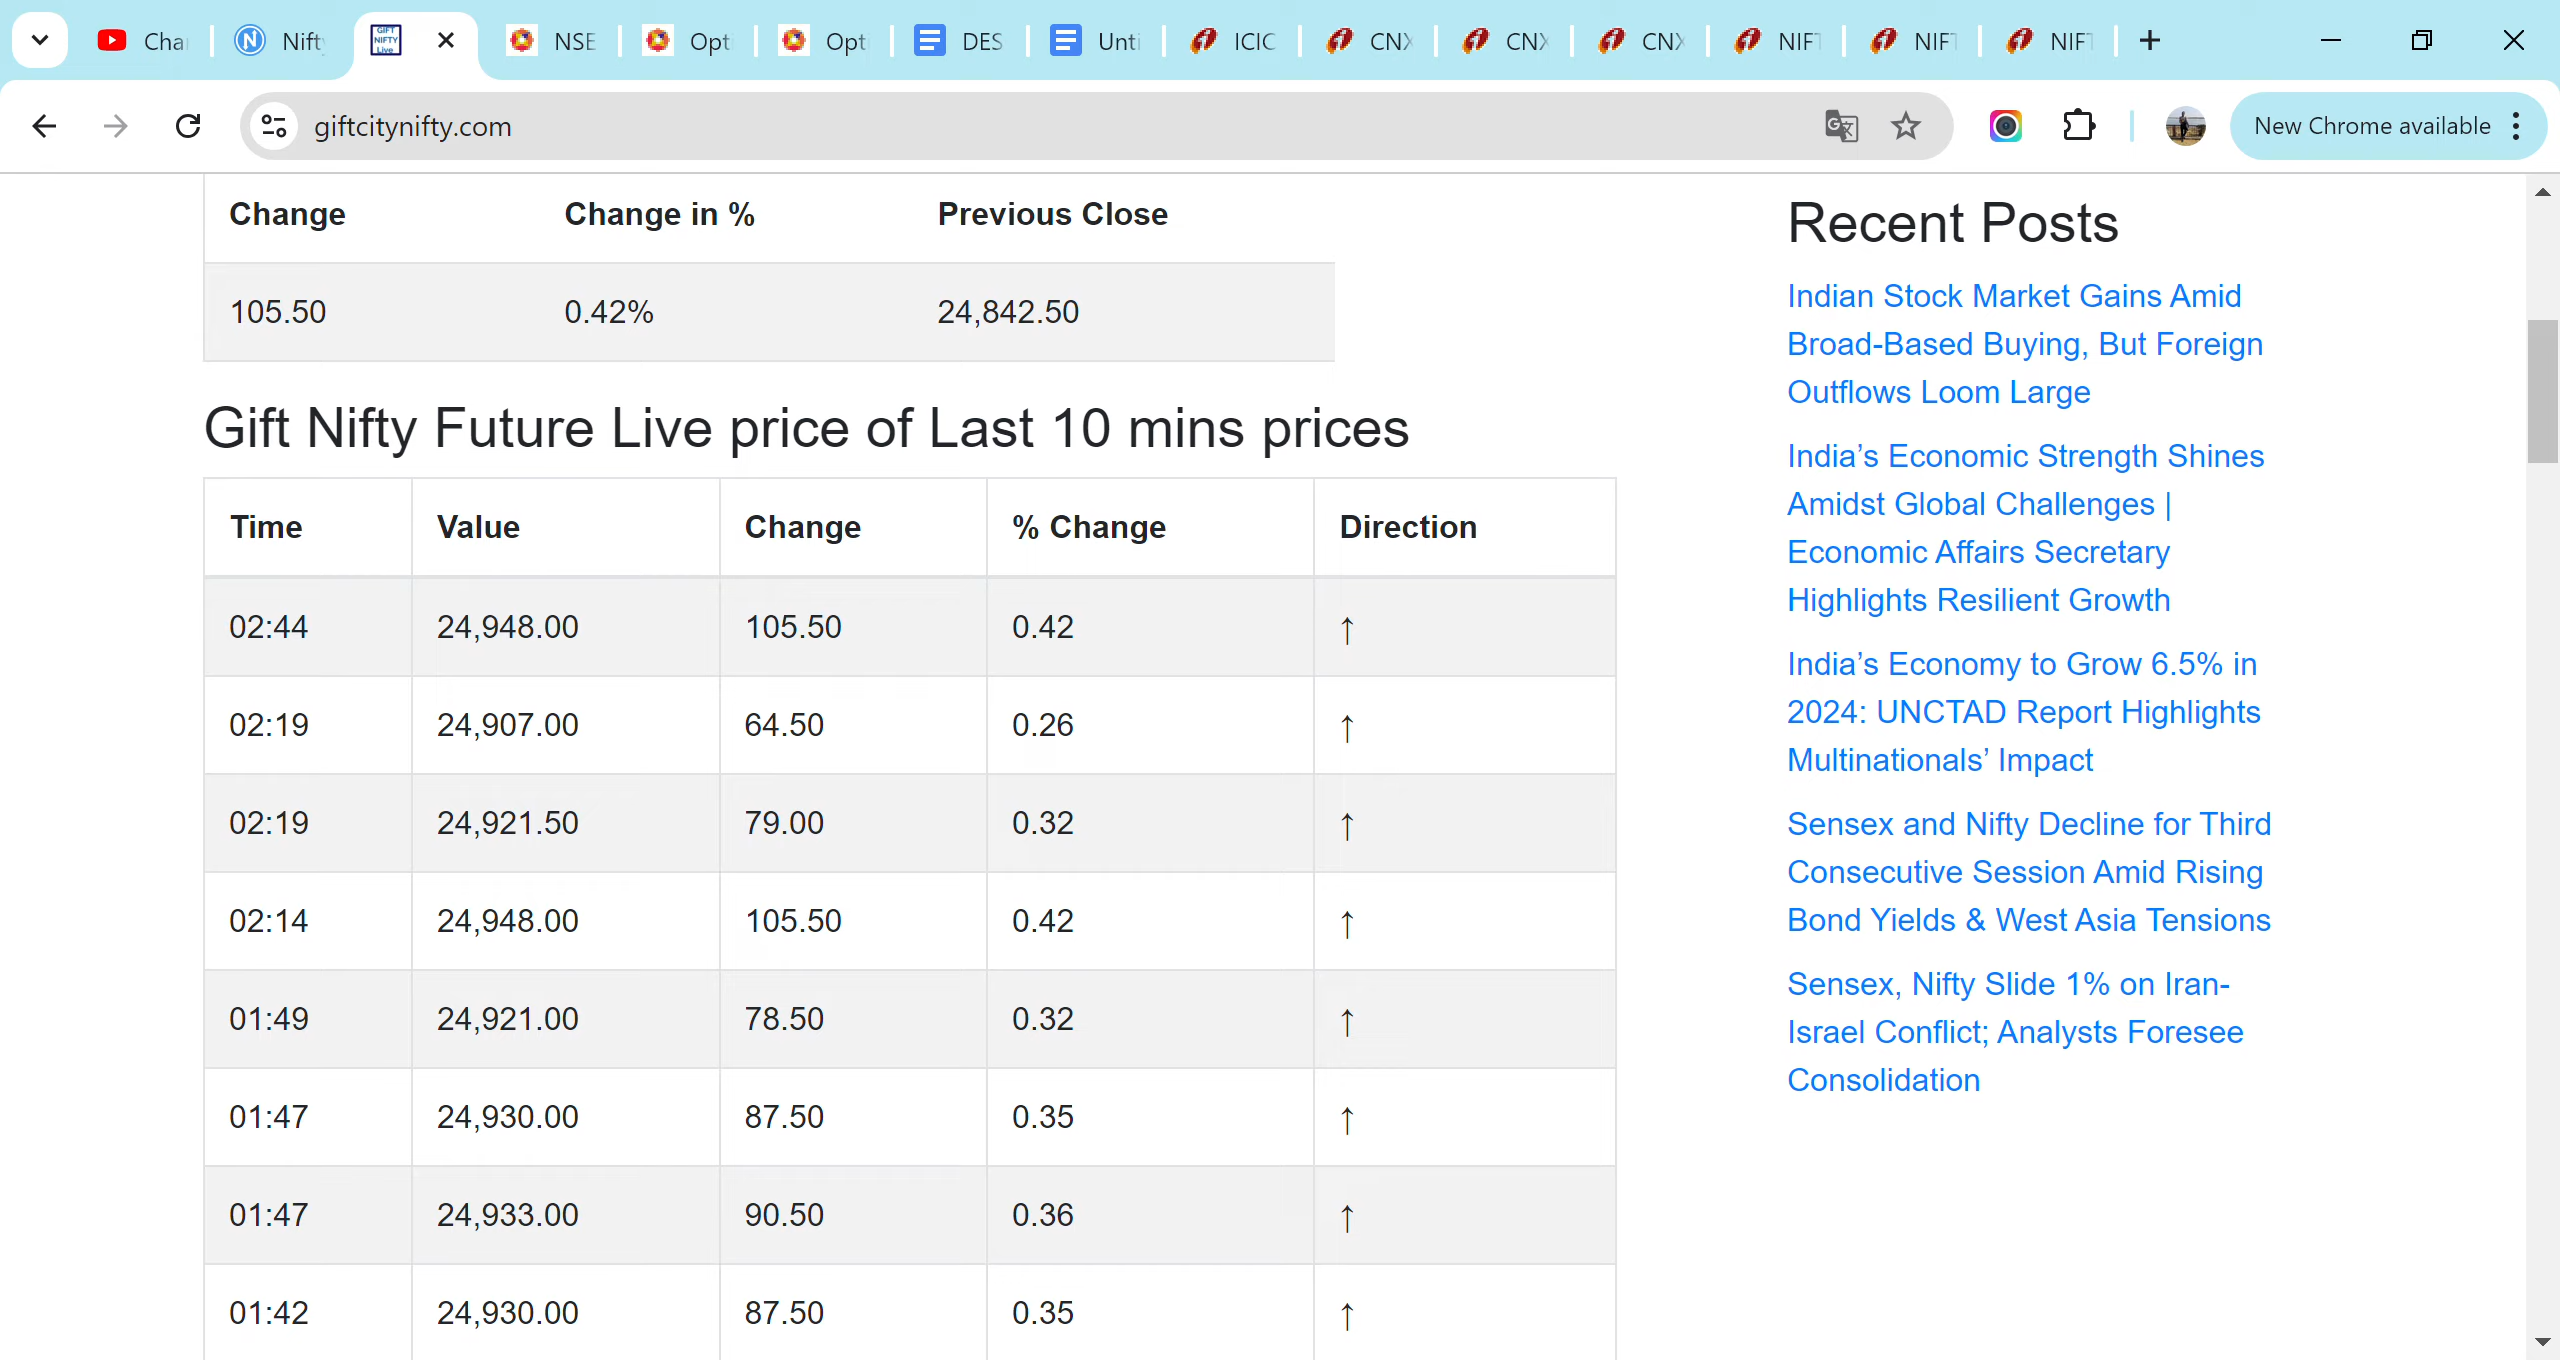 Cha
Nifty
GIFT
NIFTY
Live
NSE
Opt
Opt
DES
Unti
ICIC
CNX
CNX
CNX
NIFT
NIFT
NIFT
giftcitynifty.com
New Chrome available
Change Change in % Previous Close
105.50 0.42% 24,842.50
Gift Nifty Future Live price of Last 10 mins prices
Time Value Change % Change Direction
02:44 24,948.00 105.50 0.42 ↑
02:19 24,907.00 64.50 0.26 ↑
02:19 24,921.50 79.00 0.32 ↑
02:14 24,948.00 105.50 0.42 ↑
01:49 24,921.00 78.50 0.32 ↑
01:47 24,930.00 87.50 0.35 ↑
01:47 24,933.00 90.50 0.36 ↑
01:42 24,930.00 87.50 0.35 ↑
Recent Posts
Indian Stock Market Gains Amid
Broad-Based Buying, But Foreign
Outflows Loom Large
India’s Economic Strength Shines
Amidst Global Challenges |
Economic Affairs Secretary
Highlights Resilient Growth
India’s Economy to Grow 6.5% in
2024: UNCTAD Report Highlights
Multinationals’ Impact
Sensex and Nifty Decline for Third
Consecutive Session Amid Rising
Bond Yields & West Asia Tensions
Sensex, Nifty Slide 1% on Iran-
Israel Conflict; Analysts Foresee
Consolidation